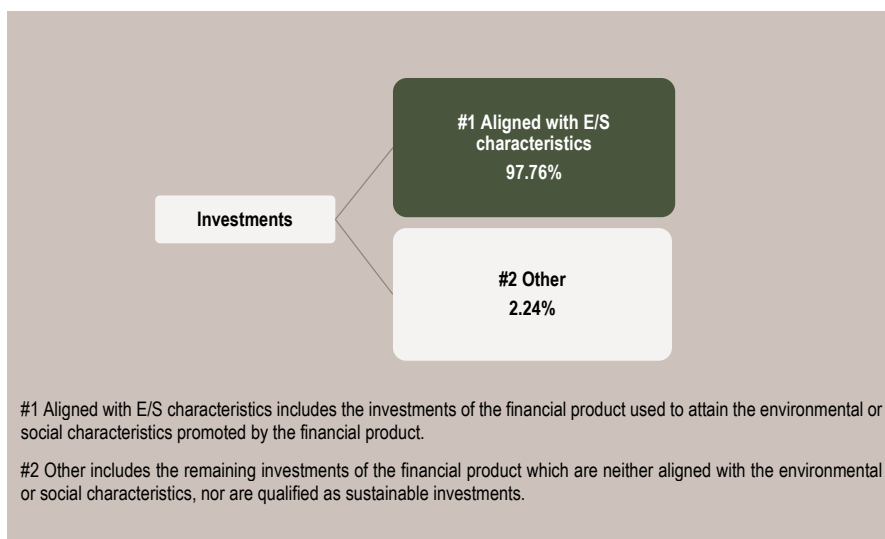 #1 Aligned with E/S
characteristics
97.76%
Investments
#2 Other
2.24%
#1 Aligned with E/S characteristics includes the investments of the financial product used to attain the environmental or
social characteristics promoted by the financial product.
#2 Other includes the remaining investments of the financial product which are neither aligned with the environmental
or social characteristics, nor are qualified as sustainable investments.